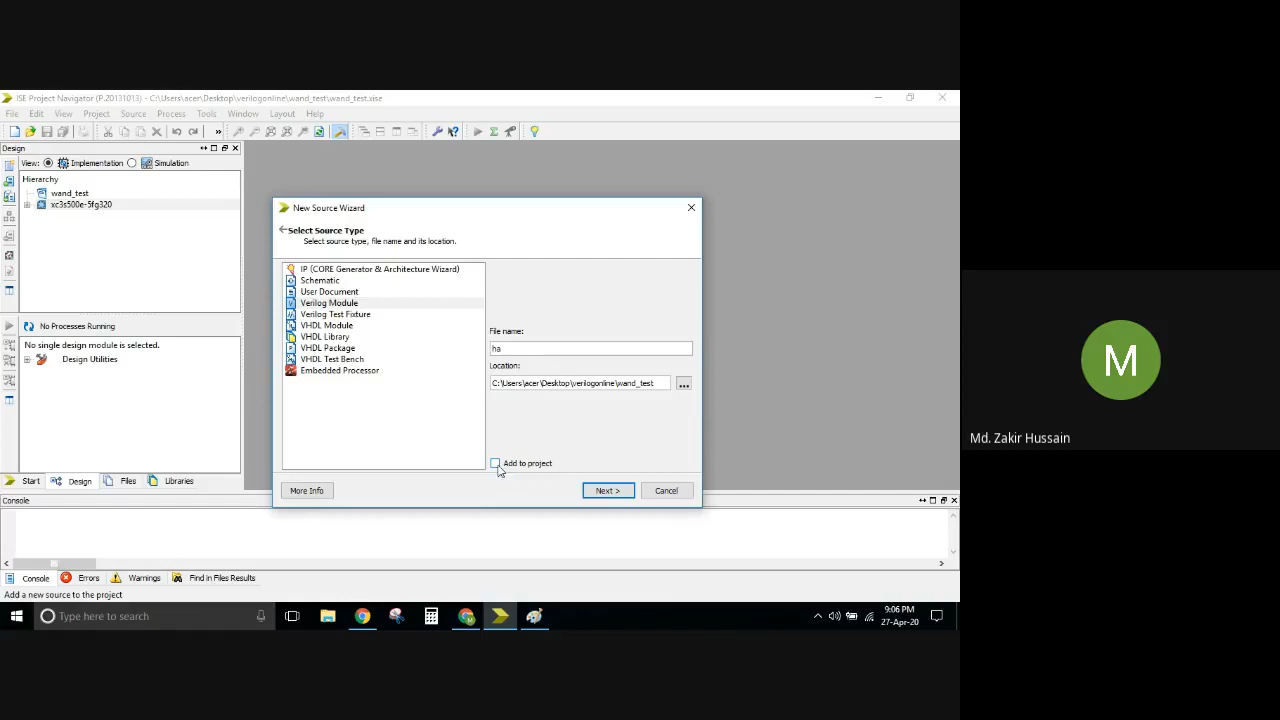 ISE Project Navigator (P.20131013) - C:\Users\acer\Desktop\verilogonline\wand_test\wand_test.xise
File Edit View Project Source Process Tools Window Layout Help
»
Design
View: Implementation Simulation
Hierarchy
wand_test
xc3s500e-5fg320
No Processes Running
No single design module is selected.
Design Utilities
Start Design Files Libraries
New Source Wizard
Select Source Type
Select source type, file name and its location.
IP (CORE Generator & Architecture Wizard)
Schematic
User Document
Verilog Module
Verilog Test Fixture
VHDL Module
VHDL Library
VHDL Package
VHDL Test Bench
Embedded Processor
File name:
ha
Location:
C:\Users\acer\Desktop\verilogonline\wand_test
...
Add to project
More Info Next > Cancel
Console
Console Errors Warnings Find in Files Results
Add a new source to the project
Type here to search
9:06 PM
27-Apr-20
M
Md. Zakir Hussain